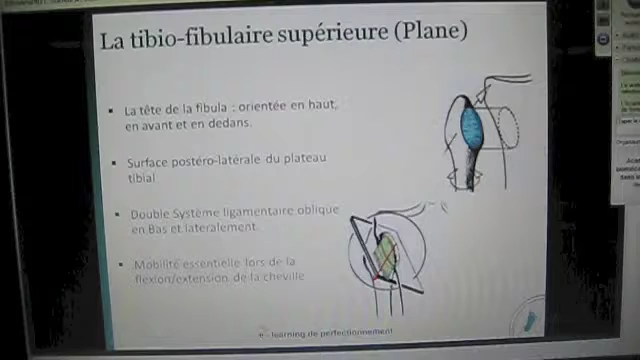 La tibio-fibulaire supérieure (Plane)
La tête de la fibula : orientée en haut,
en avant et en dedans.
Surface postéro-latérale du plateau
tibial
Double Système ligamentaire oblique
en Bas et lateralement.
Mobilité essentielle lors de la
flexion/extension de la cheville
e - learning de perfectionnement